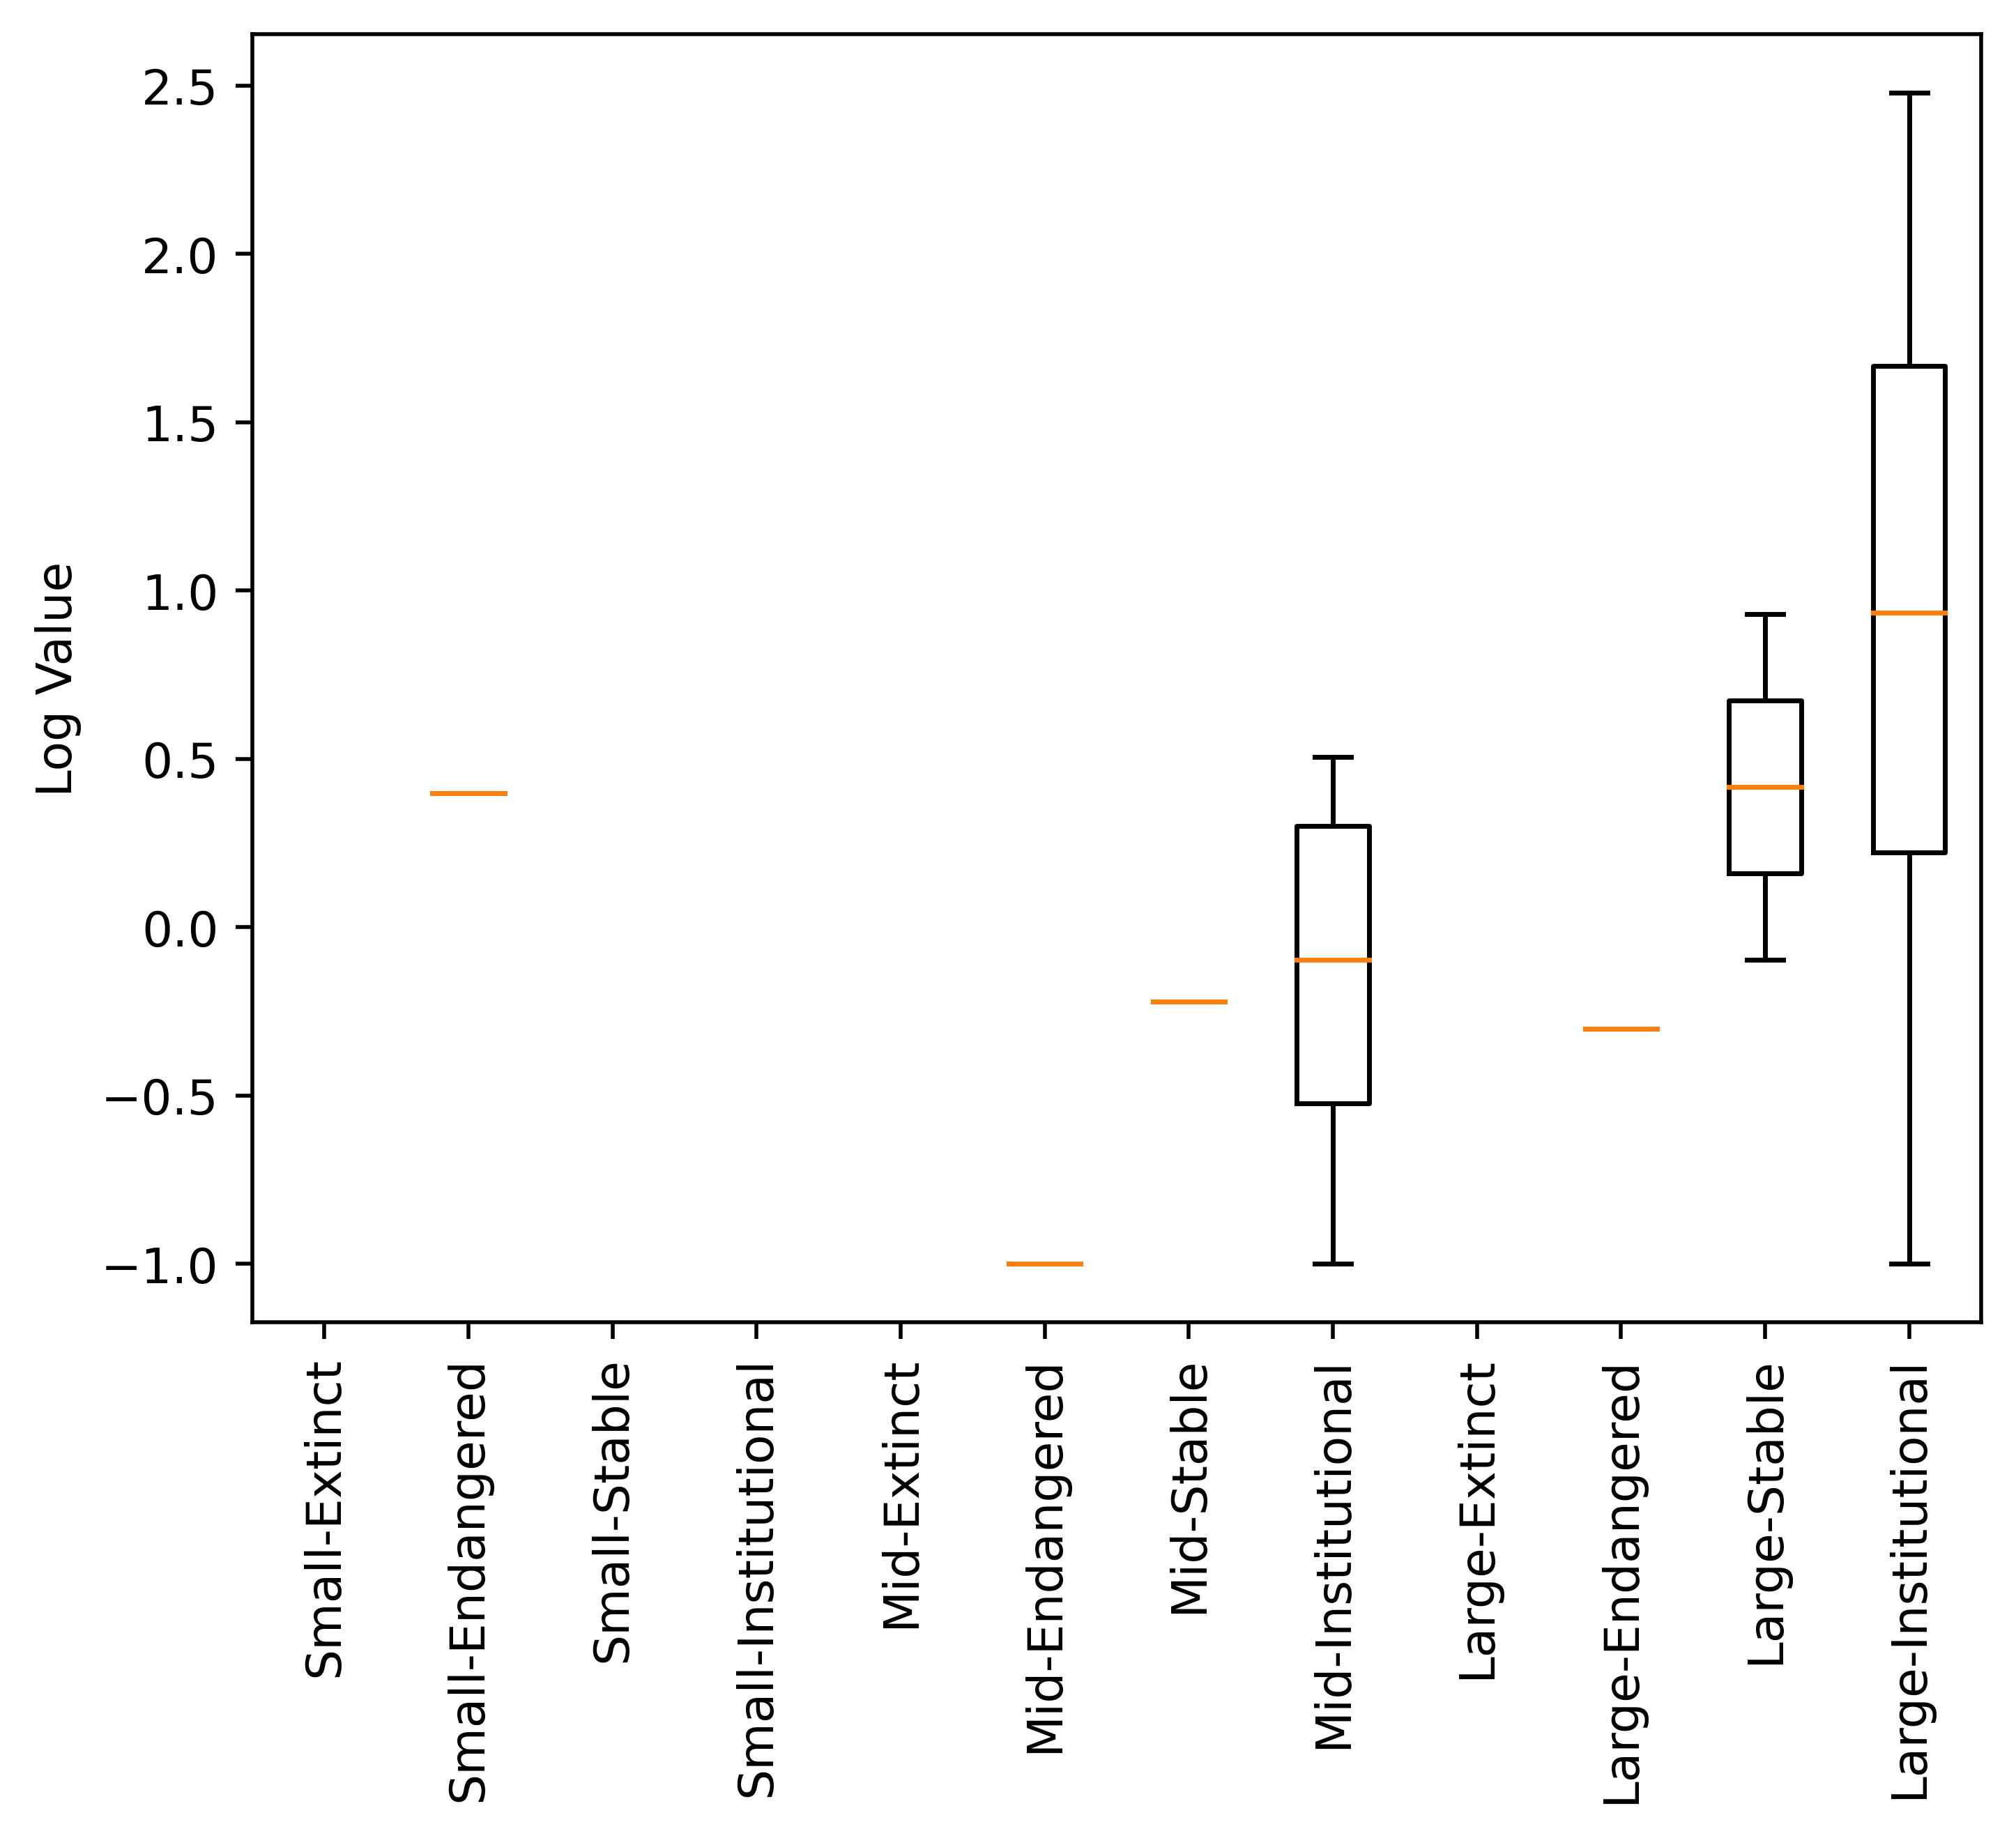 2.5
2.0
1.5
1.0
0.5
0.0
−0.5
−1.0
Log Value
Small-Extinct
Small-Endangered
Small-Stable
Small-Institutional
Mid-Extinct
Mid-Endangered
Mid-Stable
Mid-Institutional
Large-Extinct
Large-Endangered
Large-Stable
Large-Institutional